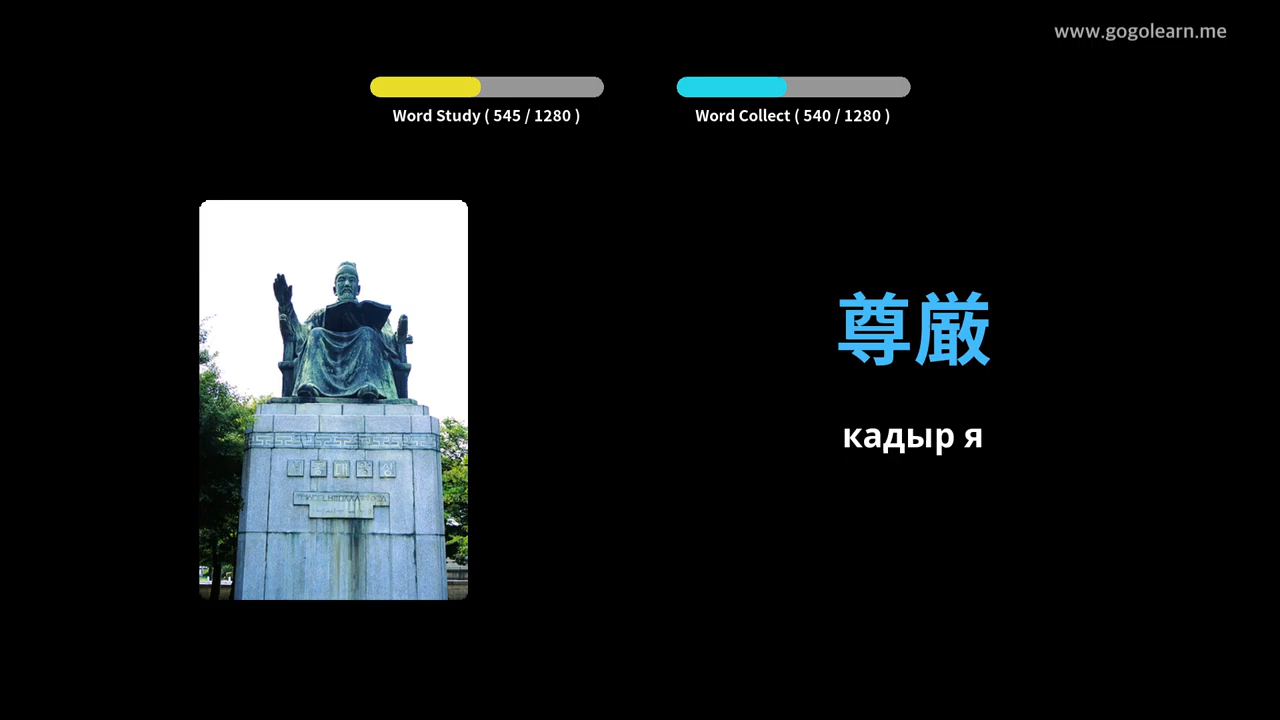 www.gogolearn.me
Word Study ( 545 / 1280 )
Word Collect ( 540 / 1280 )
尊厳
кадыр я